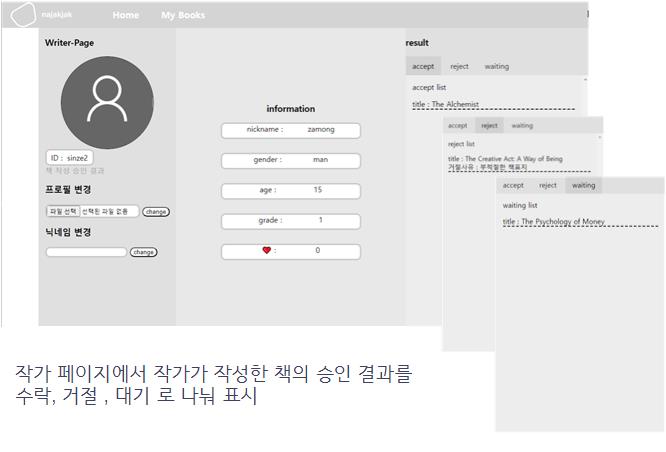 najakjak Home My Books
Writer-Page
ID : sinze2
책 작성 승인 결과
프로필 변경
파일 선택 선택된 파일 없음 change
닉네임 변경
change
information
nickname : zamong
gender : man
age : 15
grade : 1
❤ : 0
result
accept reject waiting
accept list
title : The Alchemist
accept reject waiting
reject list
title : The Creative Act: A Way of Being
거절사유 : 부적절한 책표지
accept reject waiting
waiting list
title : The Psychology of Money
작가 페이지에서 작가가 작성한 책의 승인 결과를
수락, 거절 , 대기 로 나눠 표시